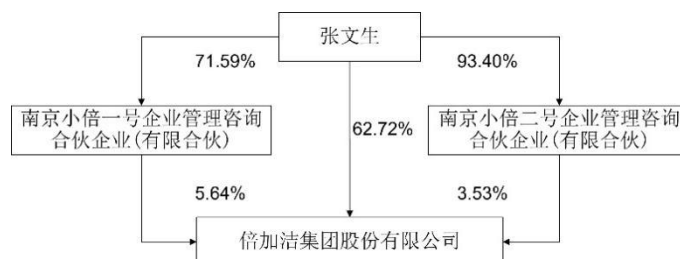 张文生
71.59%
93.40%
南京小倍一号企业管理咨询
合伙企业(有限合伙)
62.72%
南京小倍二号企业管理咨询
合伙企业(有限合伙)
5.64%
3.53%
倍加洁集团股份有限公司